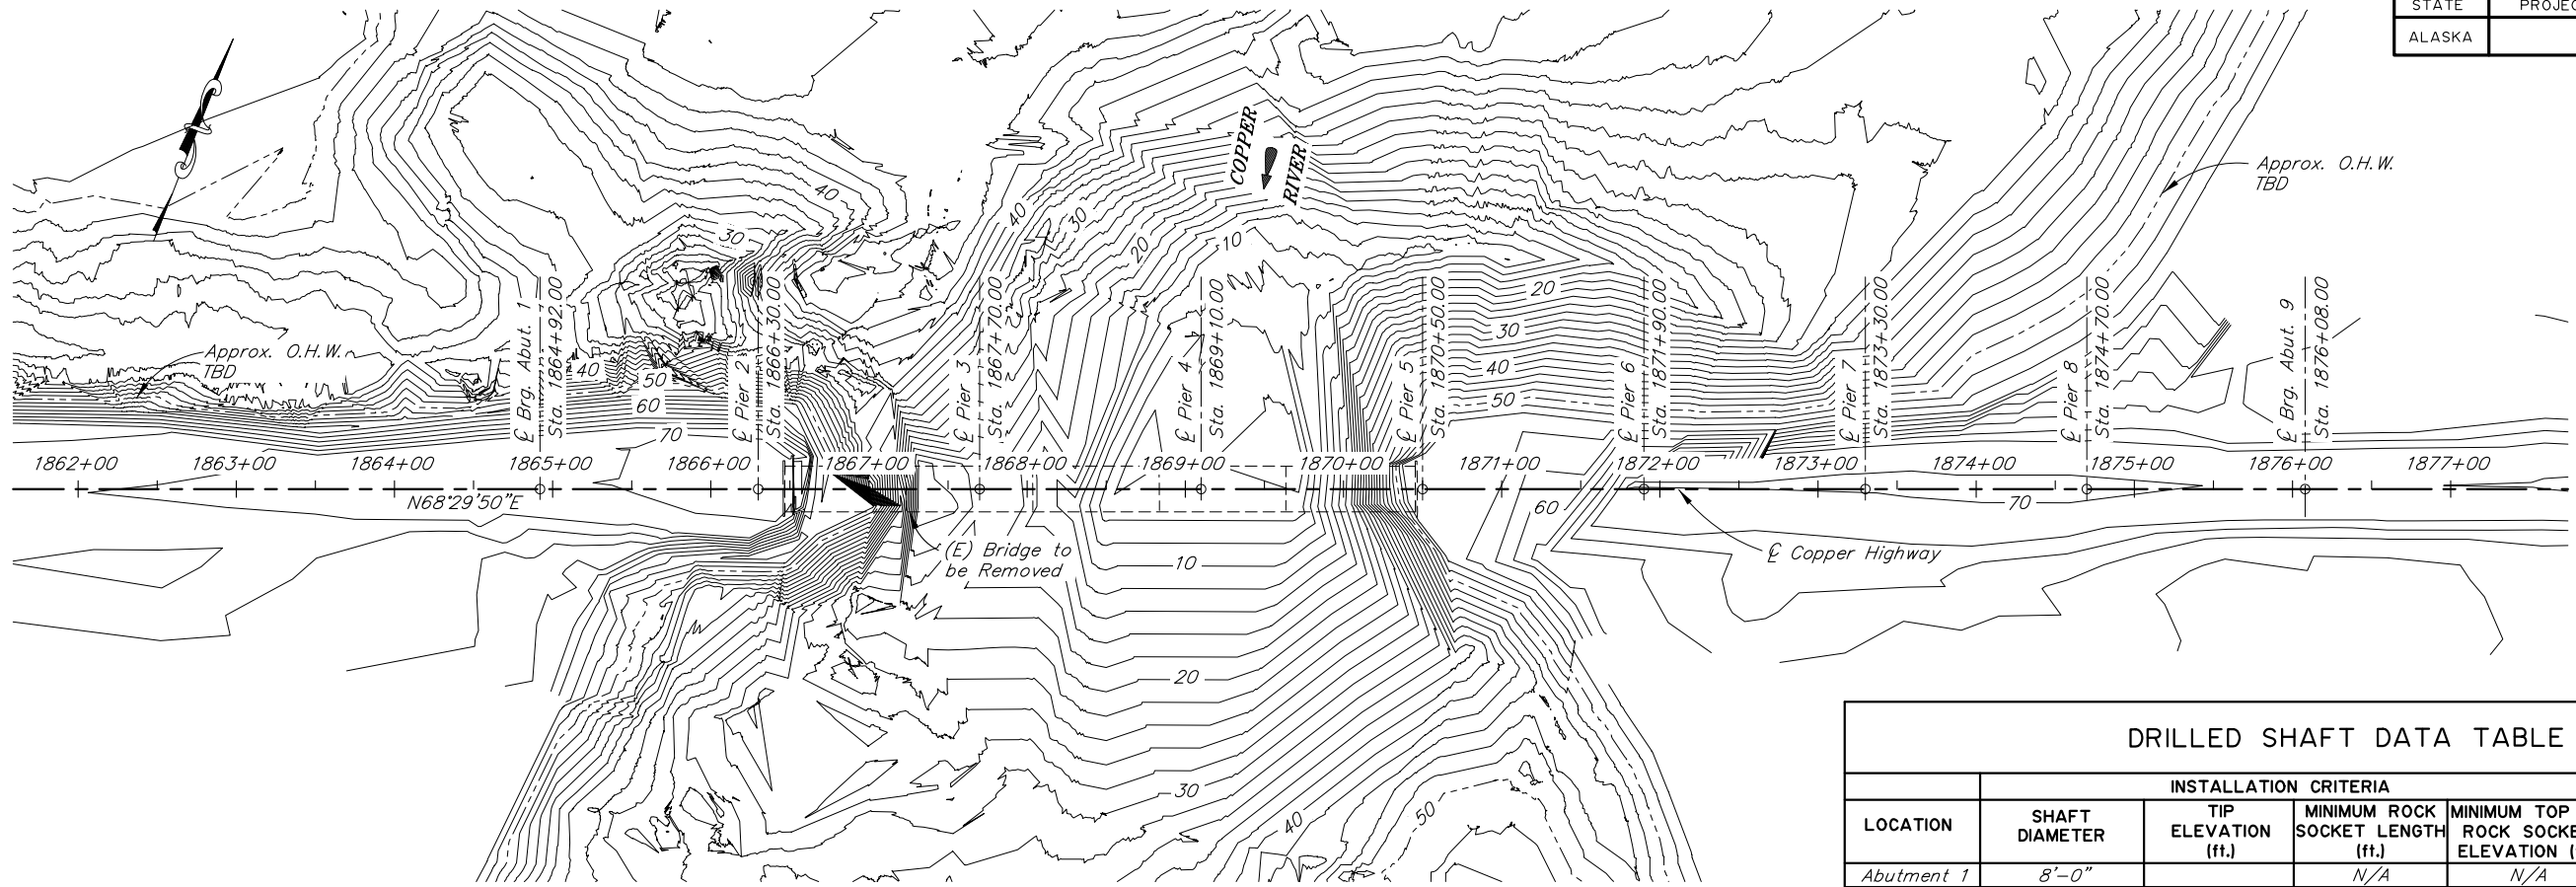 STATE PROJEC
ALASKA
COPPER
RIVER
Approx. O.H.W.
TBD
40
30
40
30
20
10
20
30
40
50
Approx. O.H.W.
TBD
40
50
60
70
℄ Brg. Abut. 1
Sta. 1864+92.00
℄ Pier 2
Sta. 1866+30.00
℄ Pier 3
Sta. 1867+70.00
℄ Pier 4
Sta. 1869+10.00
℄ Pier 5
Sta. 1870+50.00
℄ Pier 6
Sta. 1871+90.00
℄ Pier 7
Sta. 1873+30.00
℄ Pier 8
Sta. 1874+70.00
℄ Brg. Abut. 9
Sta. 1876+08.00
1862+00 1863+00 1864+00 1865+00 1866+00 1867+00 1868+00 1869+00 1870+00 1871+00 1872+00 1873+00 1874+00 1875+00 1876+00 1877+00
N68°29'50"E
60
70
(E) Bridge to
be Removed
℄ Copper Highway
10
20
30
40
50
DRILLED SHAFT DATA TABLE
INSTALLATION CRITERIA
LOCATION
SHAFT
DIAMETER
TIP
ELEVATION
(ft.)
MINIMUM ROCK
SOCKET LENGTH
(ft.)
MINIMUM TOP
ROCK SOCKE
ELEVATION (
Abutment 1 8'-0" N/A N/A